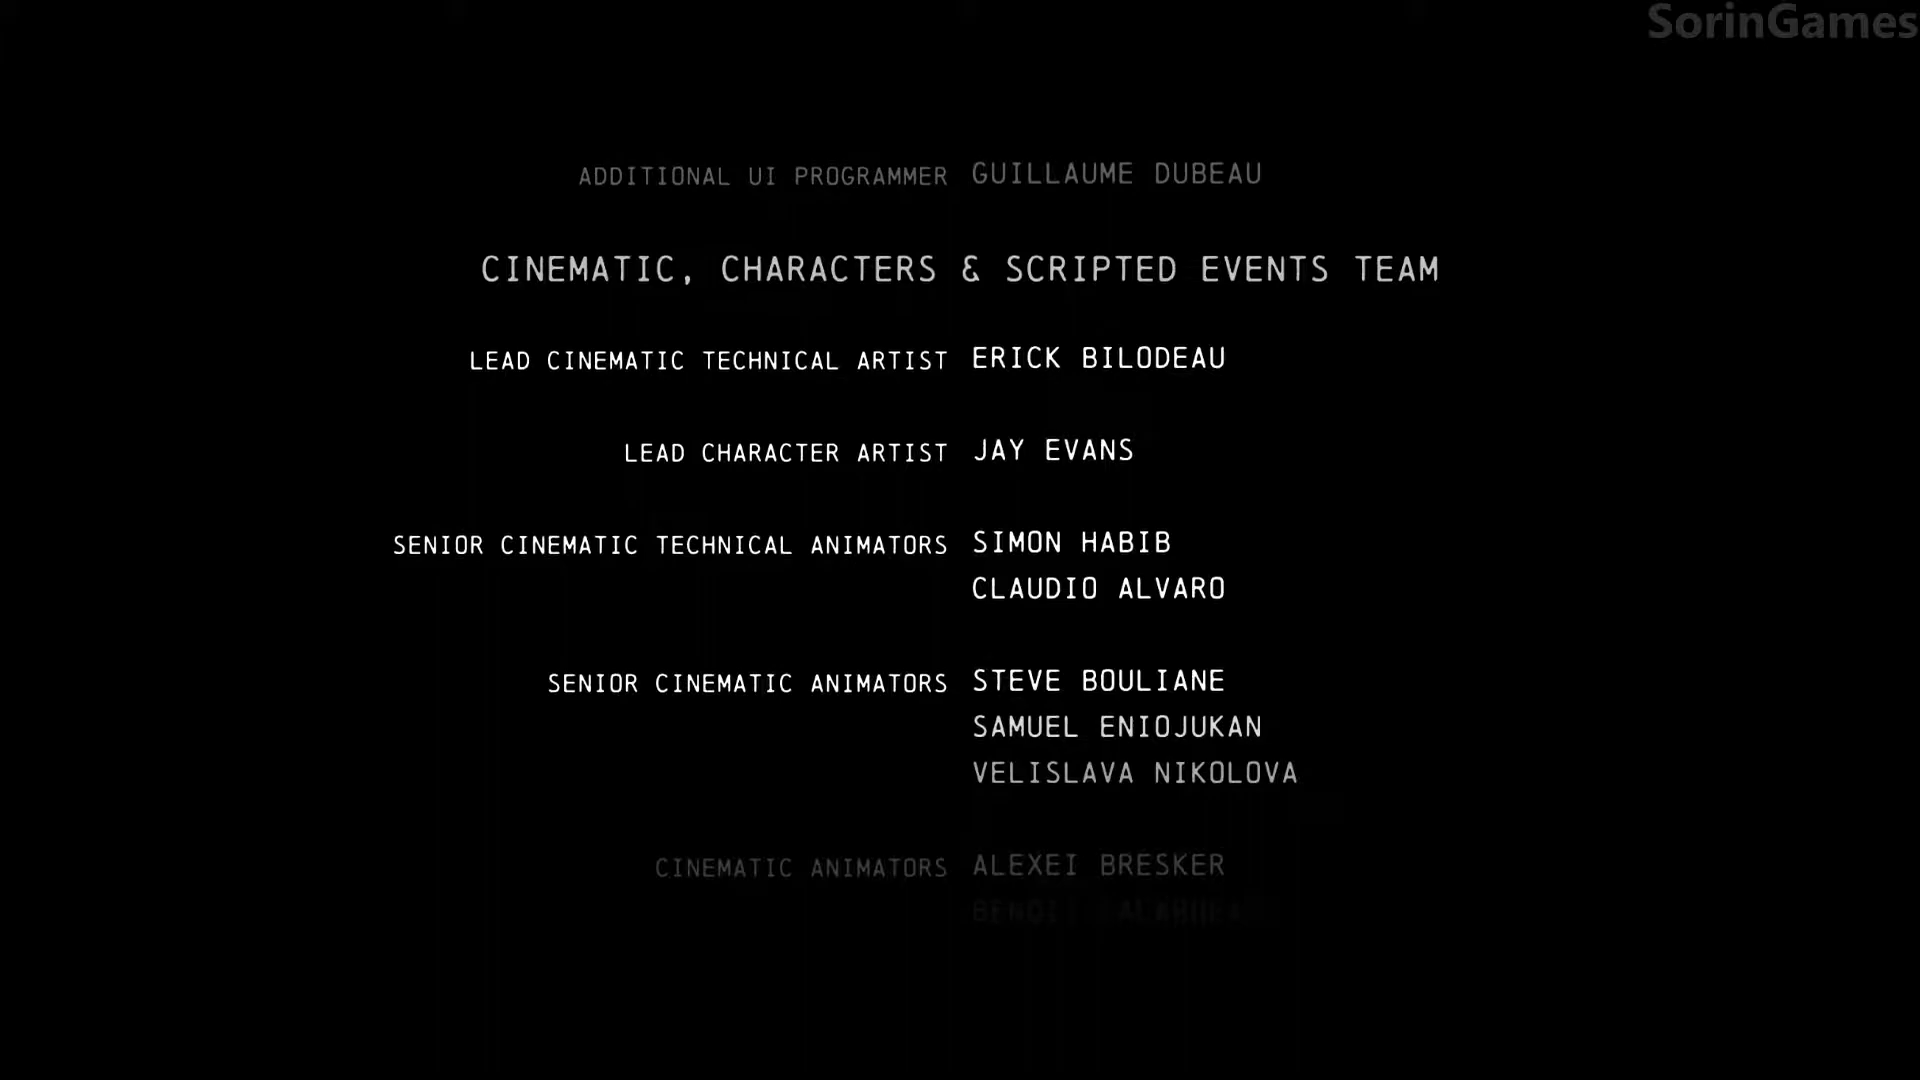 SorinGames
ADDITIONAL UI PROGRAMMER GUILLAUME DUBEAU
CINEMATIC, CHARACTERS & SCRIPTED EVENTS TEAM
LEAD CINEMATIC TECHNICAL ARTIST ERICK BILODEAU
LEAD CHARACTER ARTIST JAY EVANS
SENIOR CINEMATIC TECHNICAL ANIMATORS SIMON HABIB
CLAUDIO ALVARO
SENIOR CINEMATIC ANIMATORS STEVE BOULIANE
SAMUEL ENIOJUKAN
VELISLAVA NIKOLOVA
CINEMATIC ANIMATORS ALEXEI BRESKER